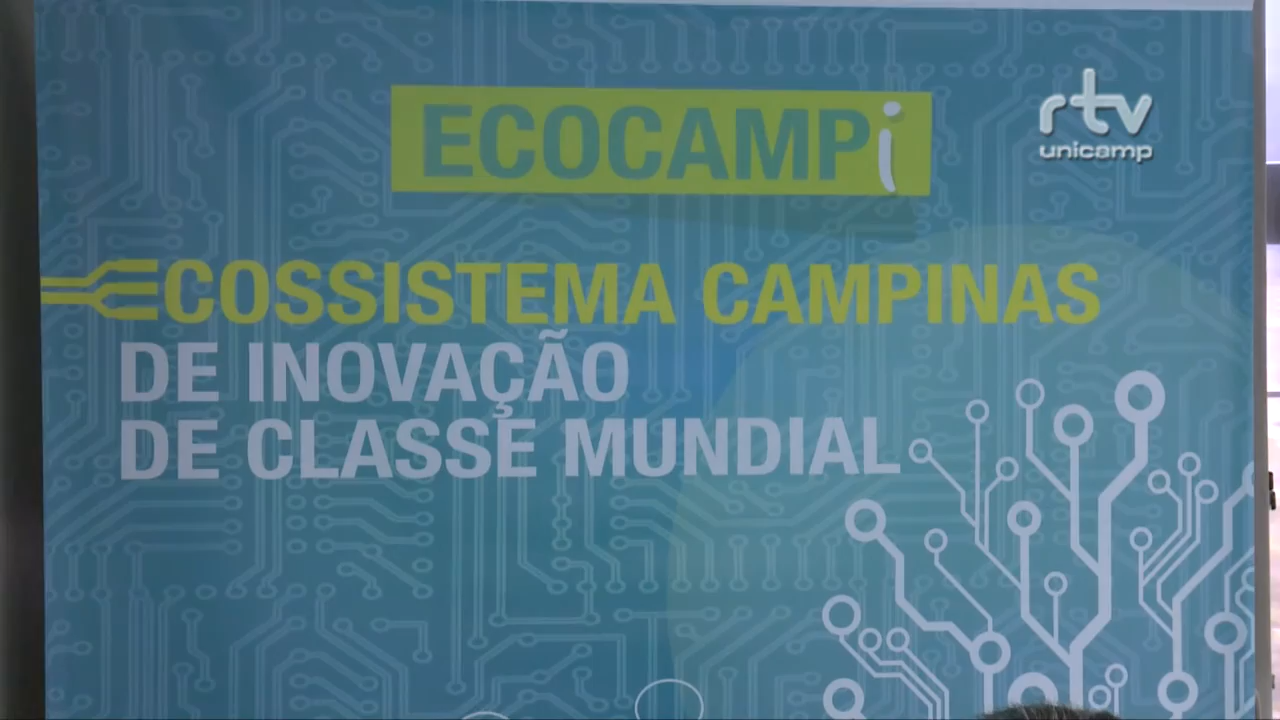 ECOCAMPi
rtv
unicamp
ECOSSISTEMA CAMPINAS
DE INOVAÇÃO
DE CLASSE MUNDIAL